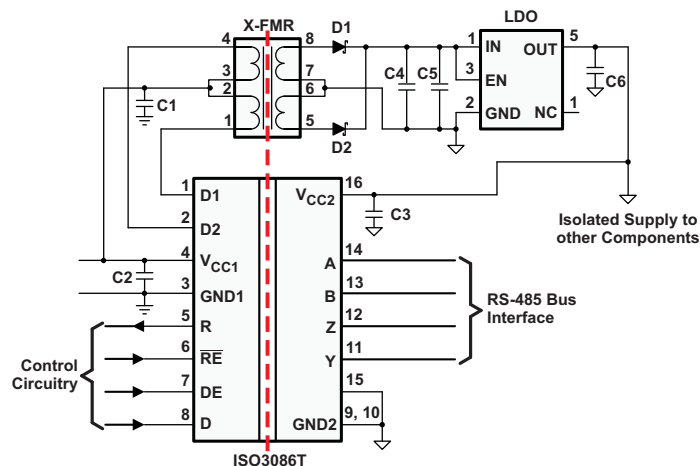 X-FMR
D1
LDO
4
8
1
IN
OUT
5
3
2
7
6
3
EN
C4
C5
C6
C1
2
GND
NC
1
1
5
D2
1
D1
16
VCC2
C3
2
D2
Isolated Supply to
other Components
4
VCC1
14
A
C2
3
GND1
13
B
RS-485 Bus
Interface
5
R
12
Z
Control
Circuitry
6
RE
11
Y
7
DE
15
8
D
9, 10
GND2
ISO3086T